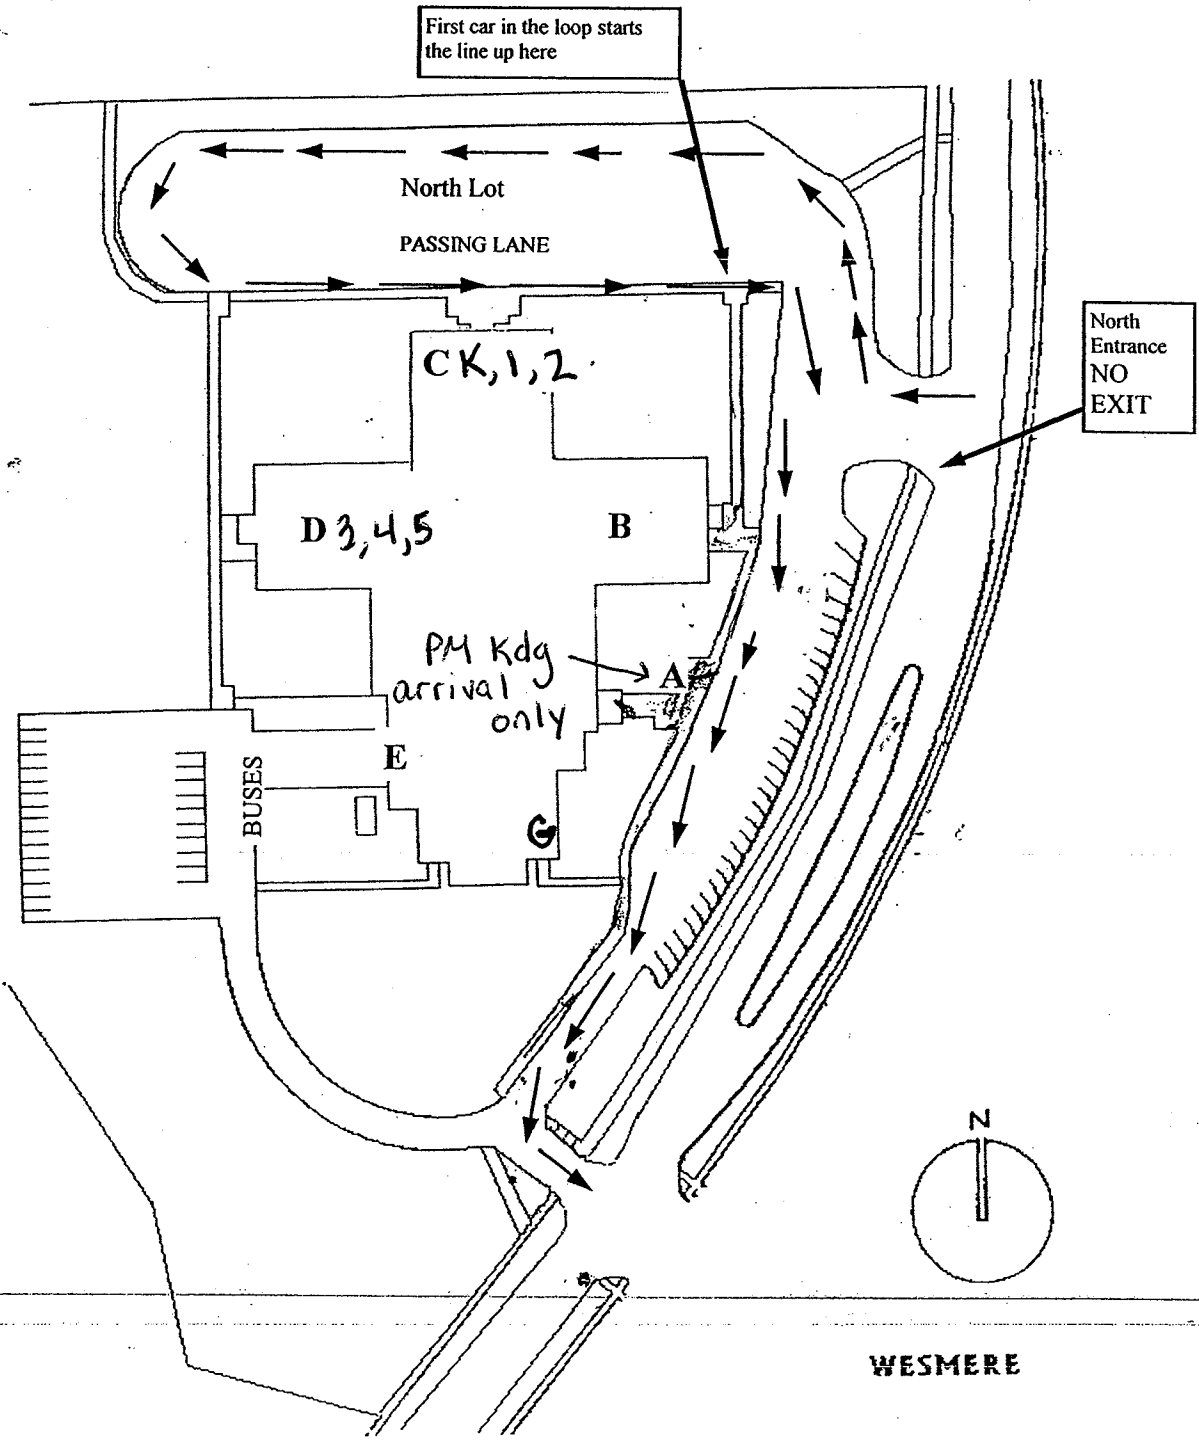 First car in the loop starts
the line up here
North Lot
PASSING LANE
North
Entrance
NO
EXIT
C K, 1, 2
D 3, 4, 5
B
PM Kdg
arrival
only
A
E
BUSES
G
N
WESMERE